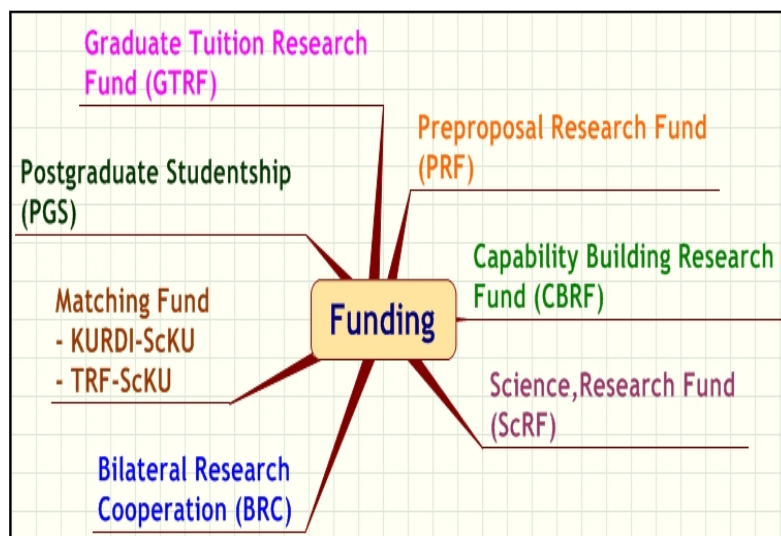 Graduate Tuition Research
Fund (GTRF)
Preproposal Research Fund
(PRF)
Postgraduate Studentship
(PGS)
Capability Building Research
Fund (CBRF)
Matching Fund
- KURDI-ScKU
- TRF-ScKU
Funding
Science,Research Fund
(ScRF)
Bilateral Research
Cooperation (BRC)